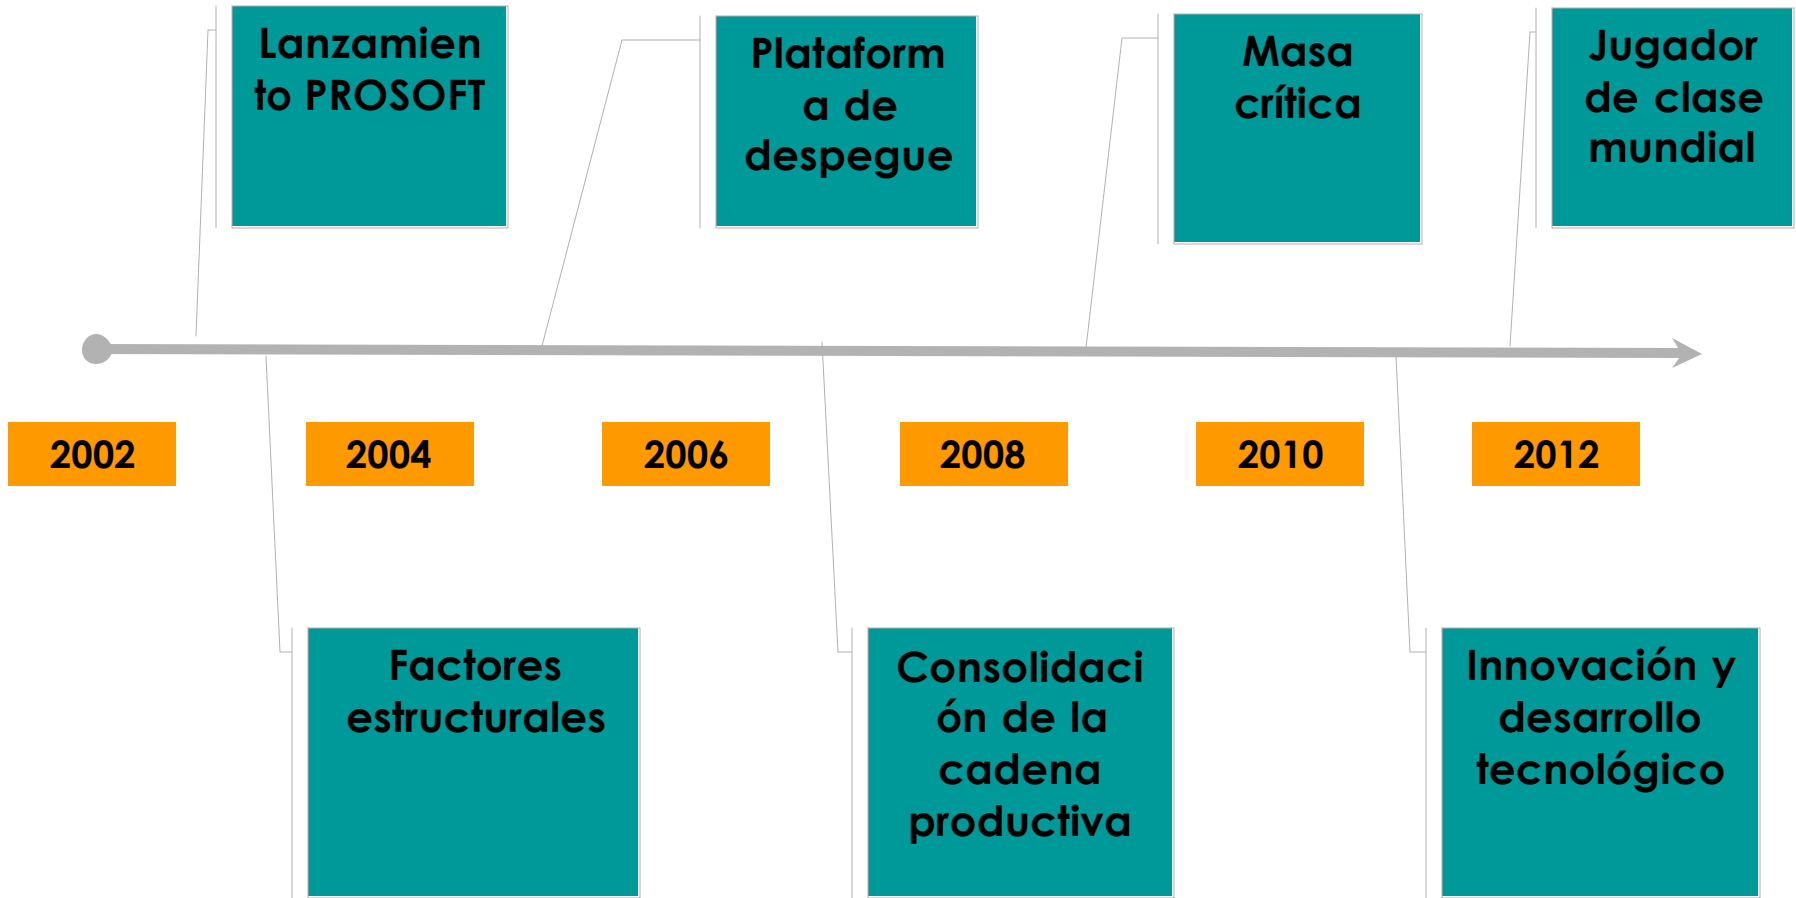 Lanzamien
to PROSOFT
Plataform
a de
despegue
Masa
crítica
Jugador
de clase
mundial
2002
2004
2006
2008
2010
2012
Factores
estructurales
Consolidaci
ón de la
cadena
productiva
Innovación y
desarrollo
tecnológico